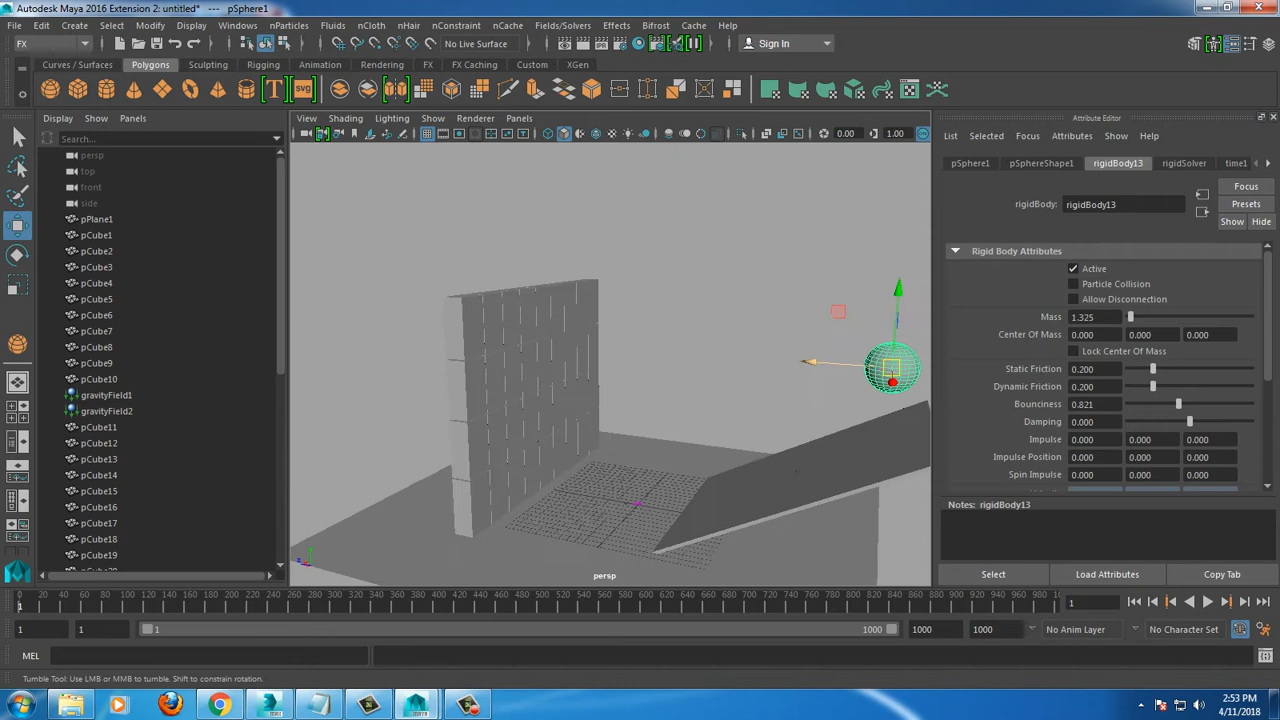 Autodesk Maya 2016 Extension 2: untitled*   ---   pSphere1
File Edit Create Select Modify Display Windows nParticles Fluids nCloth nHair nConstraint nCache Fields/Solvers Effects Bifrost Cache Help
FX No Live Surface Sign In
Curves / Surfaces Polygons Sculpting Rigging Animation Rendering FX FX Caching Custom XGen
T SVG
Display Show Panels
Search...
persp
top
front
side
pPlane1
pCube1
pCube2
pCube3
pCube4
pCube5
pCube6
pCube7
pCube8
pCube9
pCube10
gravityField1
gravityField2
pCube11
pCube12
pCube13
pCube14
pCube15
pCube16
pCube17
pCube18
pCube19
View Shading Lighting Show Renderer Panels
0.00 1.00
persp
Attribute Editor
List Selected Focus Attributes Show Help
pSphere1 pSphereShape1 rigidBody13 rigidSolver time1
rigidBody: rigidBody13
Focus
Presets
Show Hide
Rigid Body Attributes
Active
Particle Collision
Allow Disconnection
Mass 1.325
Center Of Mass 0.000 0.000 0.000
Lock Center Of Mass
Static Friction 0.200
Dynamic Friction 0.200
Bounciness 0.821
Damping 0.000
Impulse 0.000 0.000 0.000
Impulse Position 0.000 0.000 0.000
Spin Impulse 0.000 0.000 0.000
Notes: rigidBody13
Select Load Attributes Copy Tab
0 20 40 60 80 100 120 140 160 180 200 220 240 260 280 300 320 340 360 380 400 420 440 460 480 500 520 540 560 580 600 620 640 660 680 700 720 740 760 780 800 820 840 860 880 900 920 940 960 980 1000
1 1
1 1 1 1000 1000 1000 No Anim Layer No Character Set
MEL
Tumble Tool: Use LMB or MMB to tumble. Shift to constrain rotation.
2:53 PM
4/11/2018